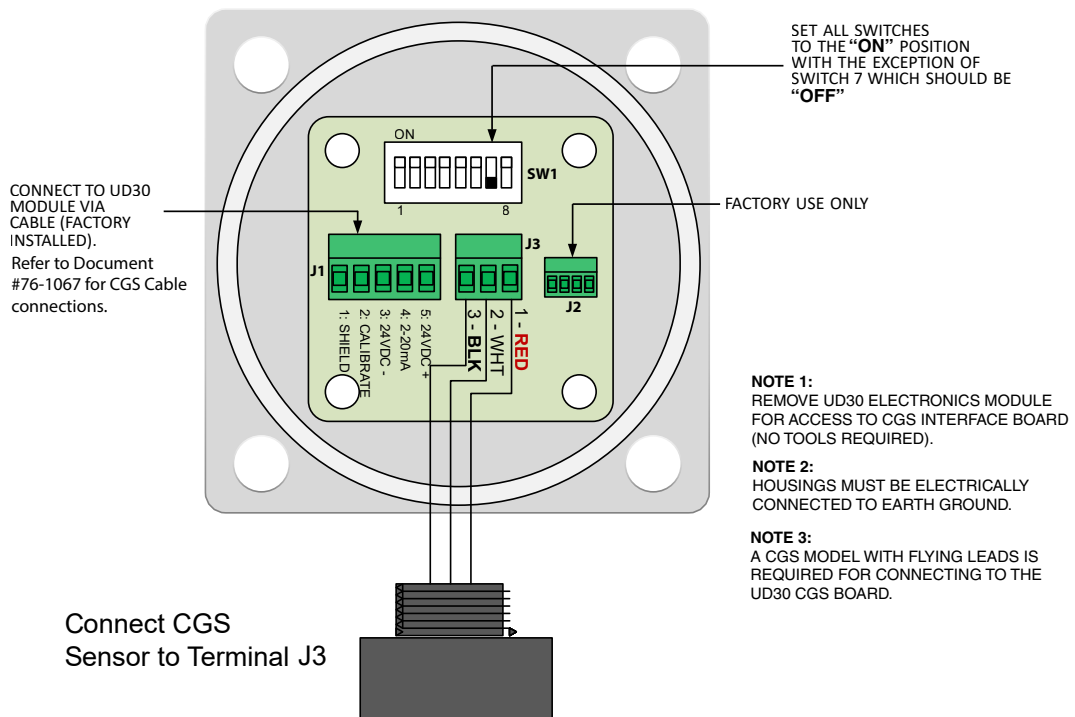 SET ALL SWITCHES
TO THE “ON” POSITION
WITH THE EXCEPTION OF
SWITCH 7 WHICH SHOULD BE
“OFF”
ON
SW1
1
8
CONNECT TO UD30
MODULE VIA
CABLE (FACTORY
INSTALLED).
Refer to Document
#76-1067 for CGS Cable
connections.
FACTORY USE ONLY
J1
J3
J2
1: SHIELD
2: CALIBRATE
3: 24VDC -
4: 2-20mA
5: 24VDC +
3 - BLK
2 - WHT
1 - RED
NOTE 1:
REMOVE UD30 ELECTRONICS MODULE
FOR ACCESS TO CGS INTERFACE BOARD
(NO TOOLS REQUIRED).
NOTE 2:
HOUSINGS MUST BE ELECTRICALLY
CONNECTED TO EARTH GROUND.
NOTE 3:
A CGS MODEL WITH FLYING LEADS IS
REQUIRED FOR CONNECTING TO THE
UD30 CGS BOARD.
Connect CGS
Sensor to Terminal J3